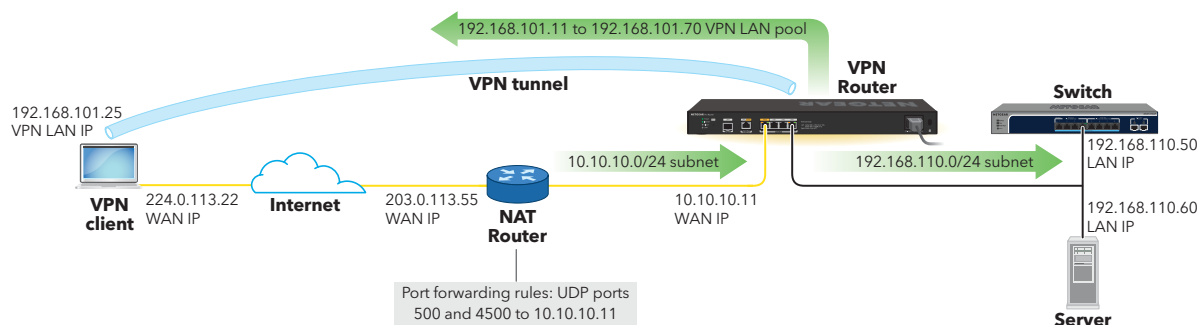 192.168.101.11 to 192.168.101.70 VPN LAN pool
VPN tunnel
VPN
Router
Switch
192.168.101.25
VPN LAN IP
NETGEAR
10.10.10.0/24 subnet
192.168.110.0/24 subnet
192.168.110.50
LAN IP
VPN
client
224.0.113.22
WAN IP
Internet
203.0.113.55
WAN IP
NAT
Router
10.10.10.11
WAN IP
192.168.110.60
LAN IP
Server
Port forwarding rules: UDP ports
500 and 4500 to 10.10.10.11